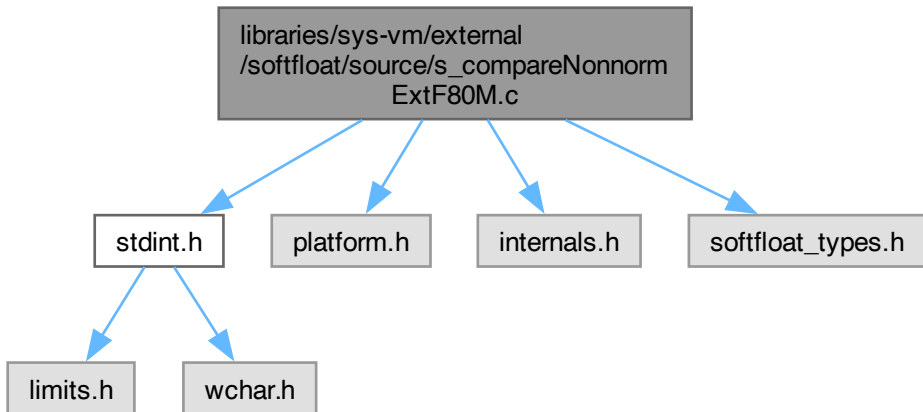 libraries/sys-vm/external
/softfloat/source/s_compareNonnorm
ExtF80M.c
stdint.h
platform.h
internals.h
softfloat_types.h
limits.h
wchar.h